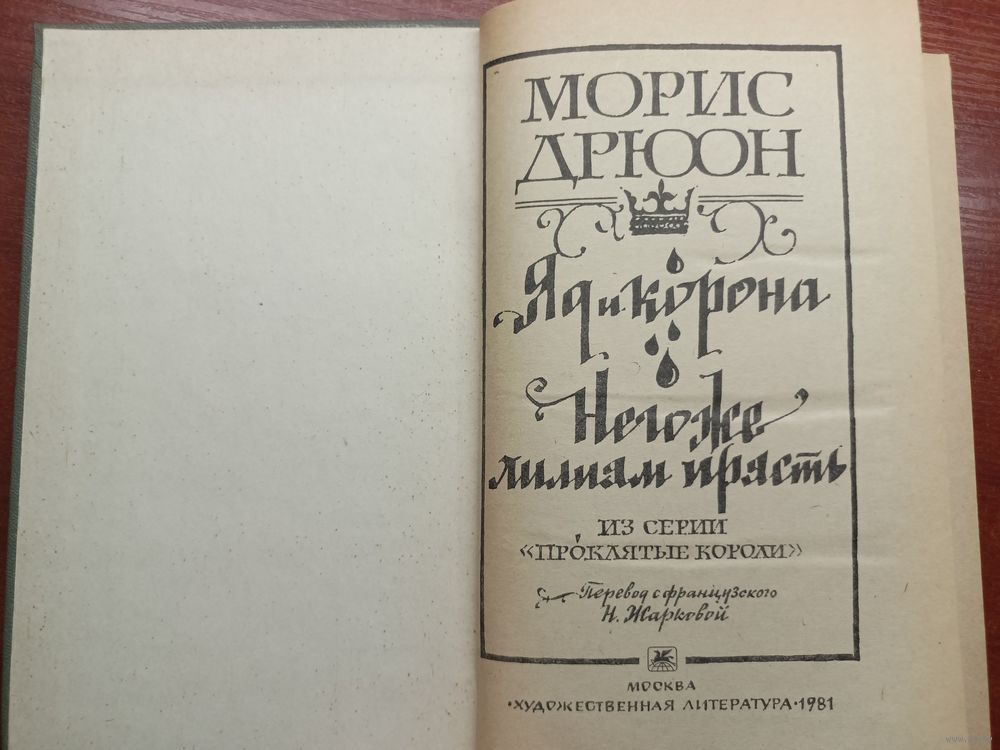 МОРИС
ДРЮОН
Яд и корона
Негоже
лилиям прясть
ИЗ СЕРИИ
«ПРОКЛЯТЫЕ КОРОЛИ»
Перевод с французского
Н. Жарковой
МОСКВА
·ХУДОЖЕСТВЕННАЯ ЛИТЕРАТУРА·1981